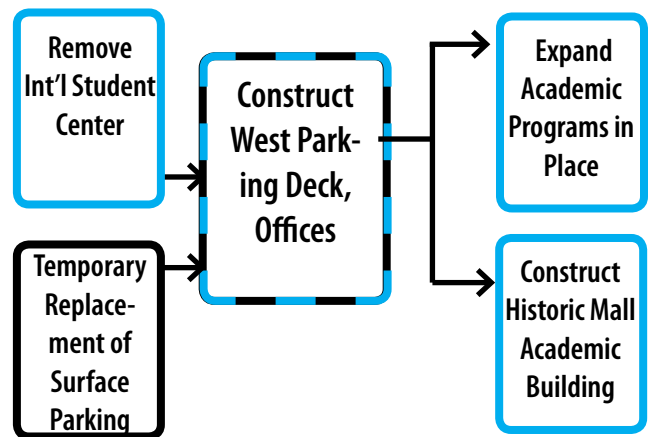 Remove
Int'l Student
Center
Temporary
Replace-
ment of
Surface
Parking
Construct
West Park-
ing Deck,
Offices
Expand
Academic
Programs in
Place
Construct
Historic Mall
Academic
Building